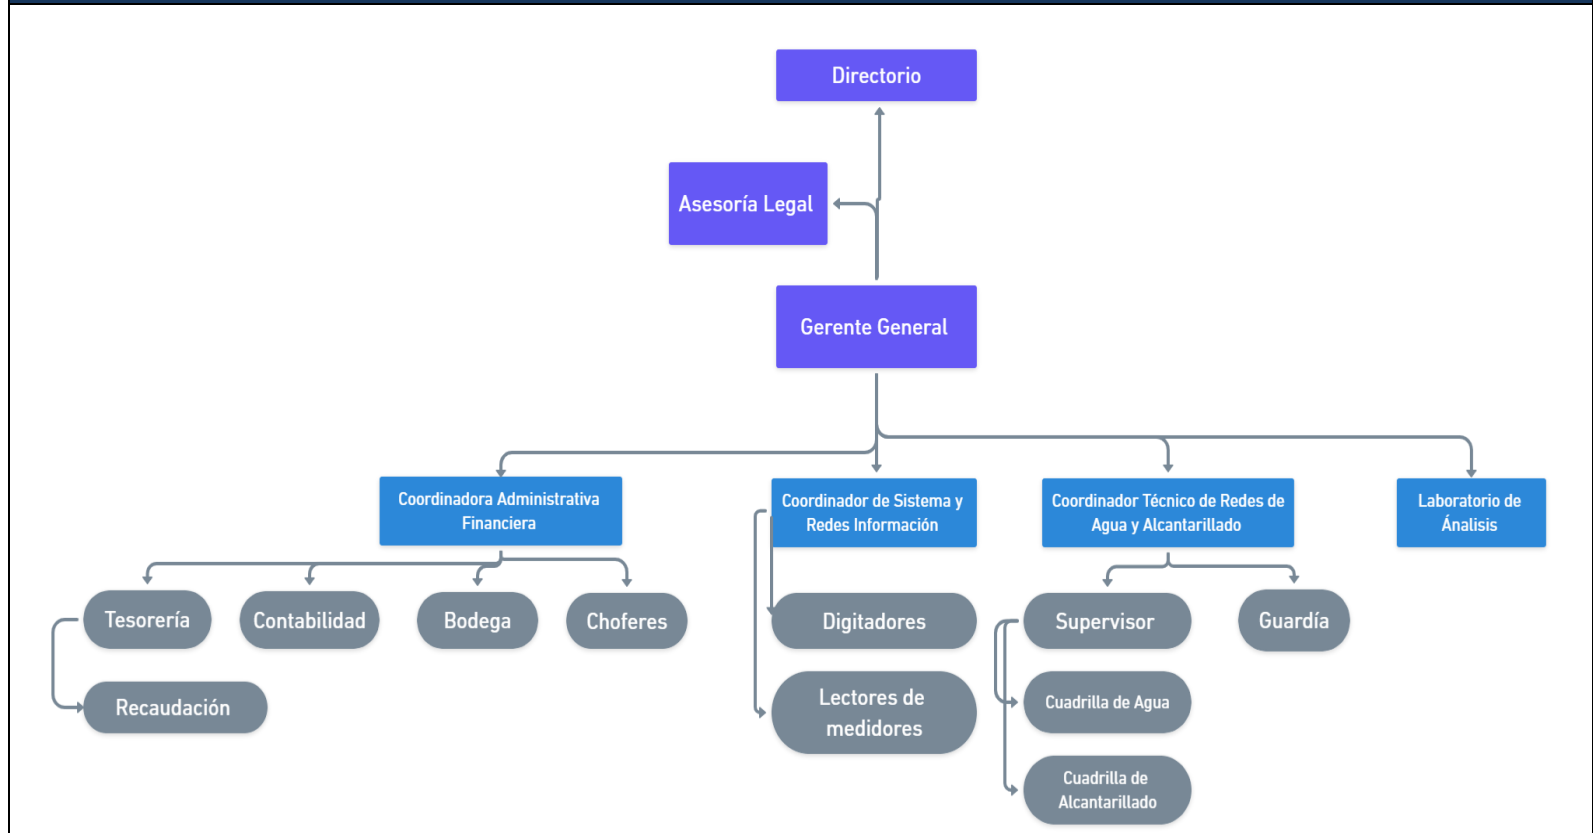 Directorio
Asesoría Legal
Gerente General
Coordinadora Administrativa
Financiera
Coordinador de Sistema y
Redes Información
Coordinador Técnico de Redes de
Agua y Alcantarillado
Laboratorio de
Ánalisis
Tesorería
Contabilidad
Bodega
Choferes
Digitadores
Supervisor
Guardía
Recaudación
Lectores de
medidores
Cuadrilla de Agua
Cuadrilla de
Alcantarillado